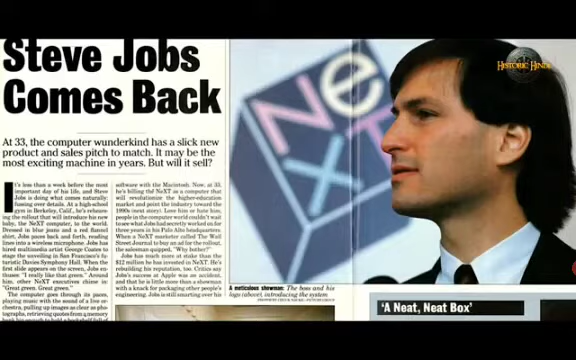 Steve Jobs
Comes Back
At 33, the computer wunderkind has a slick new
product and sales pitch to match. It may be the
most exciting machine in years. But will it sell?
It's less than a week before the most
important day of his life, and Steve
Jobs is doing what comes naturally:
fussing over details. At a high-school
gym in Berkeley, Calif., he's rehears-
ing the rollout that will introduce his new
baby, the NeXT computer, to the world.
Dressed in blue jeans and a red flannel
shirt, Jobs paces back and forth, reading
lines into a wireless microphone. Jobs has
hired multimedia artist George Coates to
stage the unveiling in San Francisco's fu-
turistic Davies Symphony Hall. When the
first slide appears on the screen, Jobs en-
thuses: "I really like that green." Around
him, other NeXT executives chime in:
"Great green. Great green."
The computer goes through its paces,
playing music with the sound of a live or-
chestra, pulling up images as clear as photo-
graphs, retrieving quotes from a memory
software with the Macintosh. Now, at 33,
he's billing the NeXT as a computer that
will revolutionize the higher-education
market and point the industry toward the
1990s (next story). Love him or hate him,
people in the computer world couldn't wait
to see what Jobs had secretly worked on for
three years in his Palo Alto headquarters.
When a NeXT marketer called The Wall
Street Journal to buy an ad for the rollout,
the salesman quipped, "Why bother?"
Jobs has much more at stake than the
$12 million he has invested in NeXT. He's
rebuilding his reputation, too. Critics say
Jobs's success at Apple was an accident,
and that he is little more than a showman
with a knack for packaging other people's
engineering. Jobs is still smarting over his
NeXT
A meticulous showman: The boss and his
logo (above), introducing the system
'A Neat, Neat Box'
HISTORIC HINDI